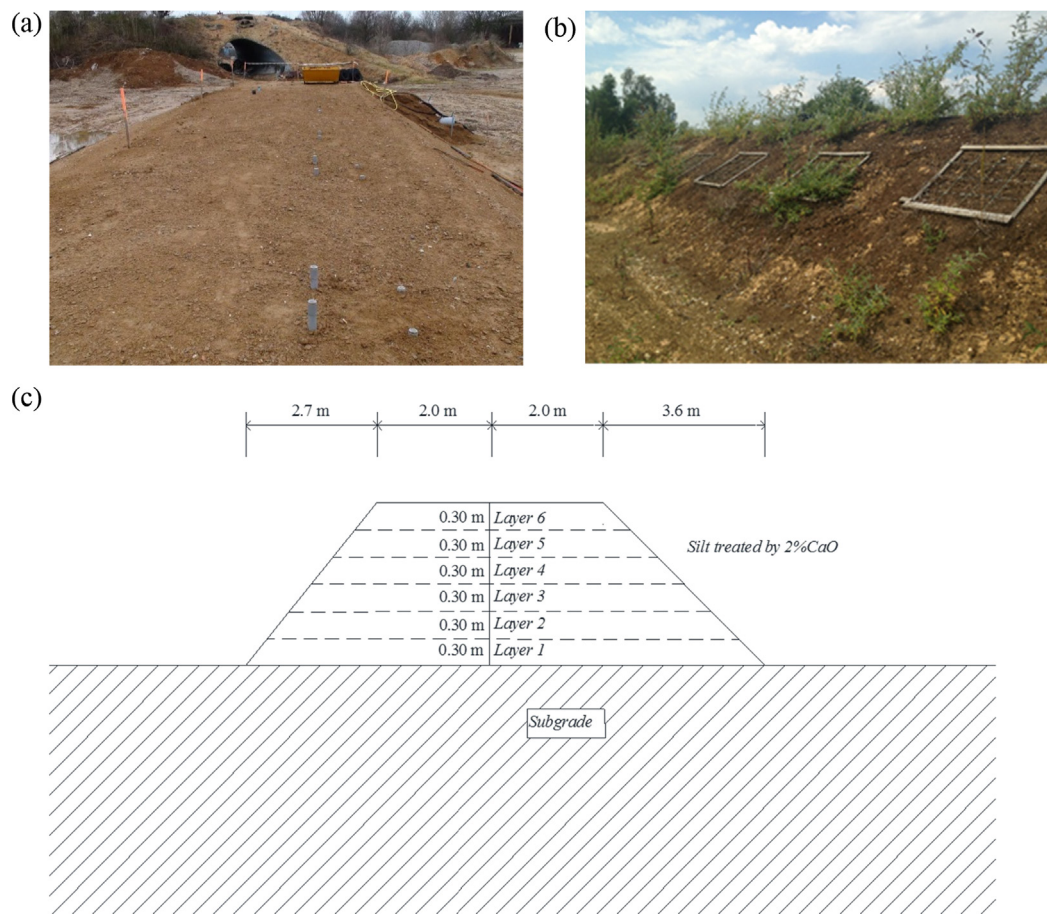 (a)
(b)
(c)
2.7 m 2.0 m 2.0 m 3.6 m
0.30 m Layer 6
0.30 m Layer 5
0.30 m Layer 4
0.30 m Layer 3
0.30 m Layer 2
0.30 m Layer 1
Silt treated by 2%CaO
Subgrade